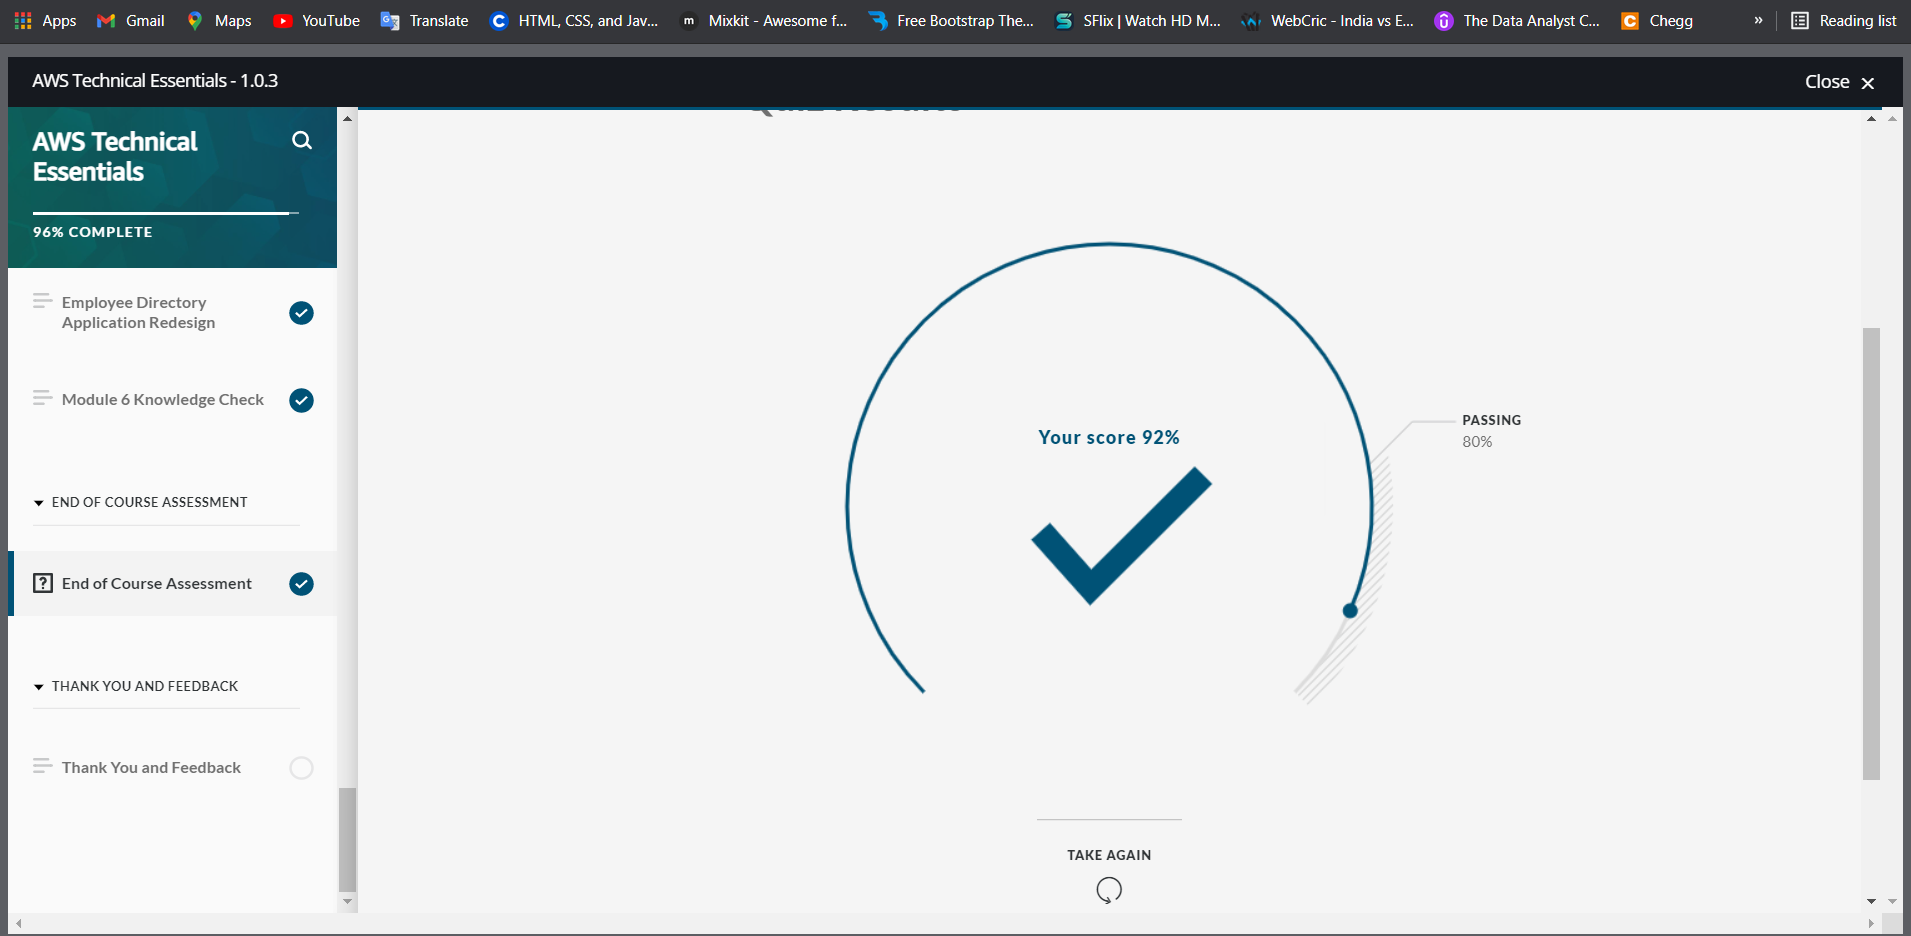 Apps Gmail Maps YouTube Translate HTML, CSS, and Jav... Mixkit - Awesome f... Free Bootstrap The... SFlix | Watch HD M... WebCric - India vs E... The Data Analyst C... Chegg » Reading list
AWS Technical Essentials - 1.0.3
Close
AWS Technical
Essentials
96% COMPLETE
Employee Directory
Application Redesign
Module 6 Knowledge Check
END OF COURSE ASSESSMENT
End of Course Assessment
THANK YOU AND FEEDBACK
Thank You and Feedback
Your score 92%
PASSING
80%
TAKE AGAIN